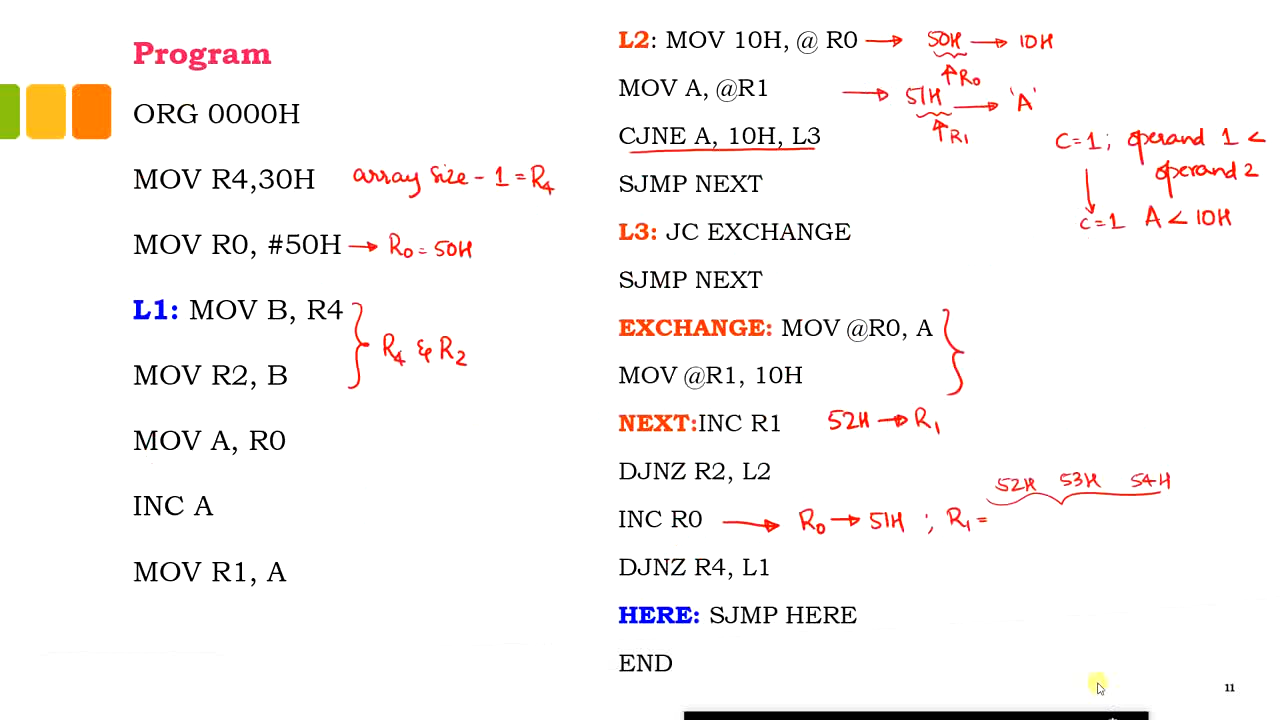 Program
ORG 0000H
MOV R4,30H array size - 1 = R4
MOV R0, #50H → R0 = 50H
L1: MOV B, R4
R4 & R2
MOV R2, B
MOV A, R0
INC A
MOV R1, A
L2: MOV 10H, @ R0 → 50H → 10H
↑R0
MOV A, @R1 → 51H → 'A'
↑R1
CJNE A, 10H, L3
C=1; operand 1 <
operand 2
C=1 A < 10H
SJMP NEXT
L3: JC EXCHANGE
SJMP NEXT
EXCHANGE: MOV @R0, A
MOV @R1, 10H
NEXT:INC R1 52H → R1
DJNZ R2, L2
52H 53H 54H
INC R0 → R0 → 51H ; R1 =
DJNZ R4, L1
HERE: SJMP HERE
END
11